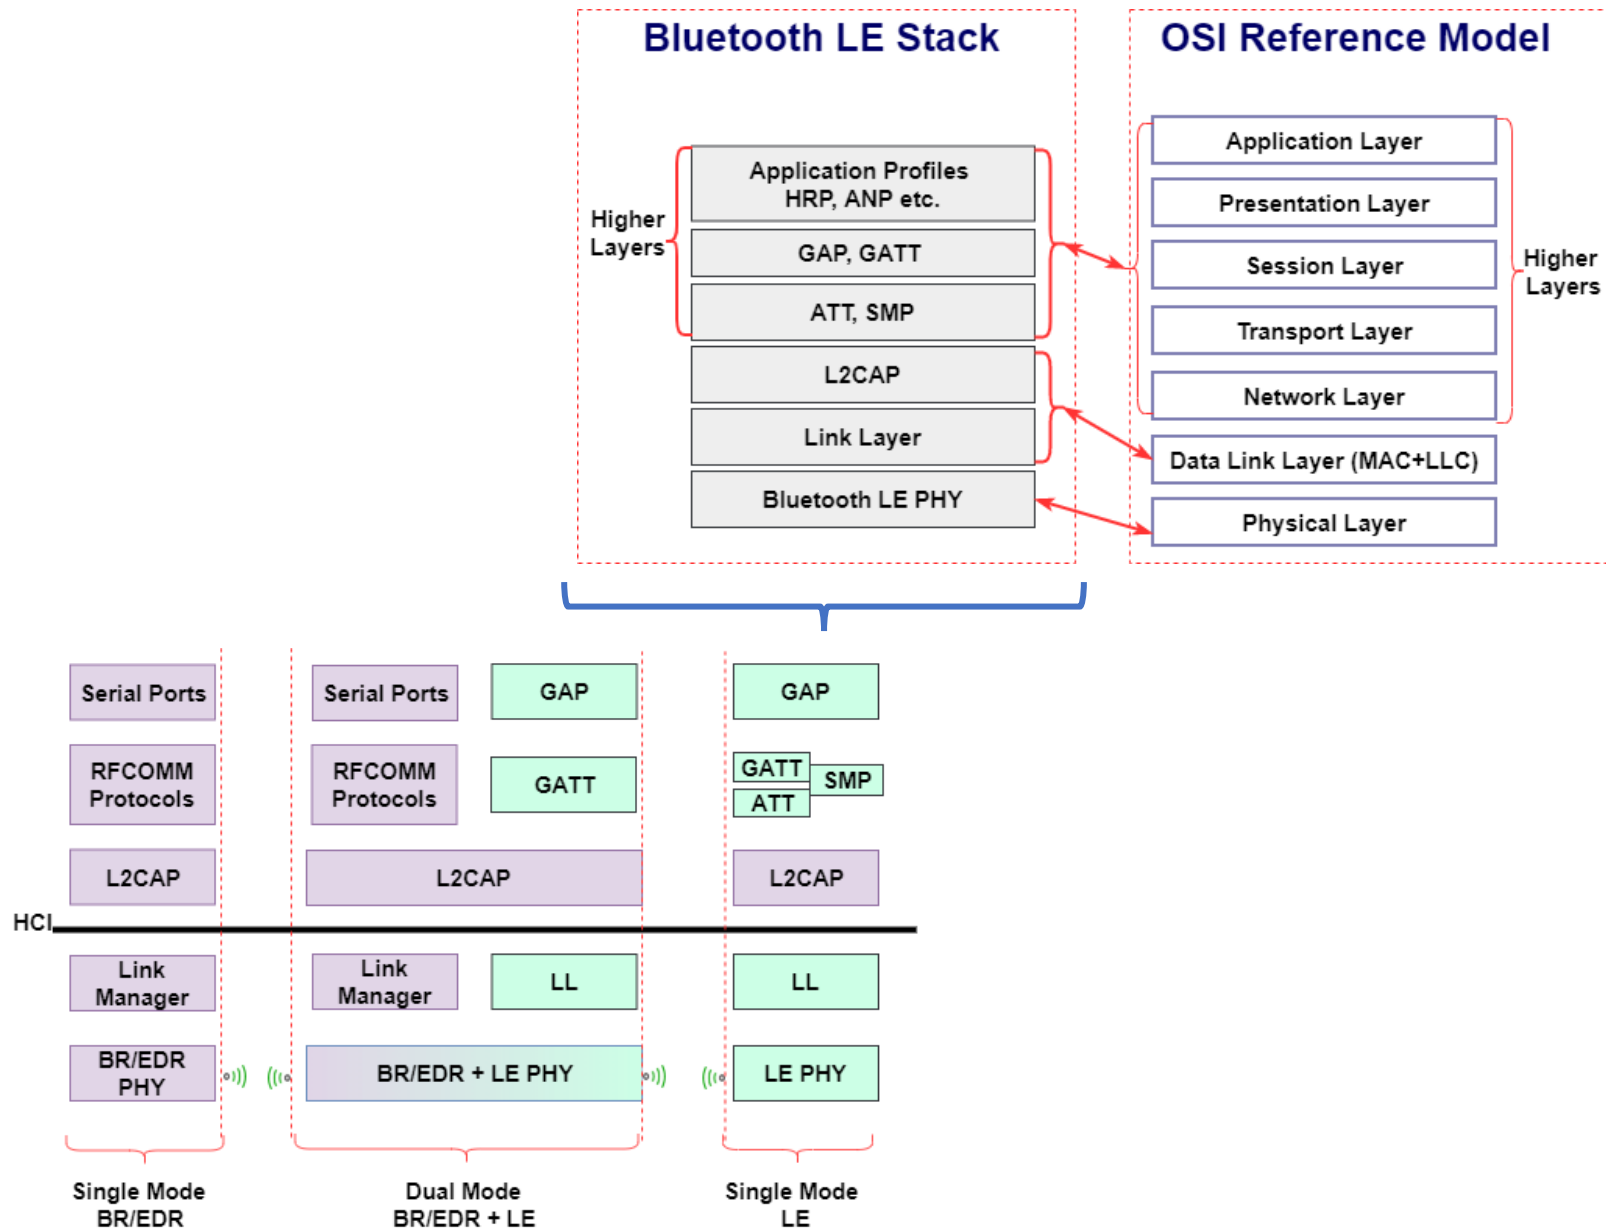 Bluetooth LE Stack
OSI Reference Model
Higher
Layers
Application Profiles
HRP, ANP etc.
GAP, GATT
ATT, SMP
L2CAP
Link Layer
Bluetooth LE PHY
Application Layer
Presentation Layer
Session Layer
Transport Layer
Network Layer
Data Link Layer (MAC+LLC)
Physical Layer
Higher
Layers
Serial Ports
Serial Ports
GAP
GAP
RFCOMM
Protocols
RFCOMM
Protocols
GATT
GATT
SMP
ATT
L2CAP
L2CAP
L2CAP
HCI
Link
Manager
Link
Manager
LL
LL
BR/EDR
PHY
BR/EDR + LE PHY
LE PHY
Single Mode
BR/EDR
Dual Mode
BR/EDR + LE
Single Mode
LE